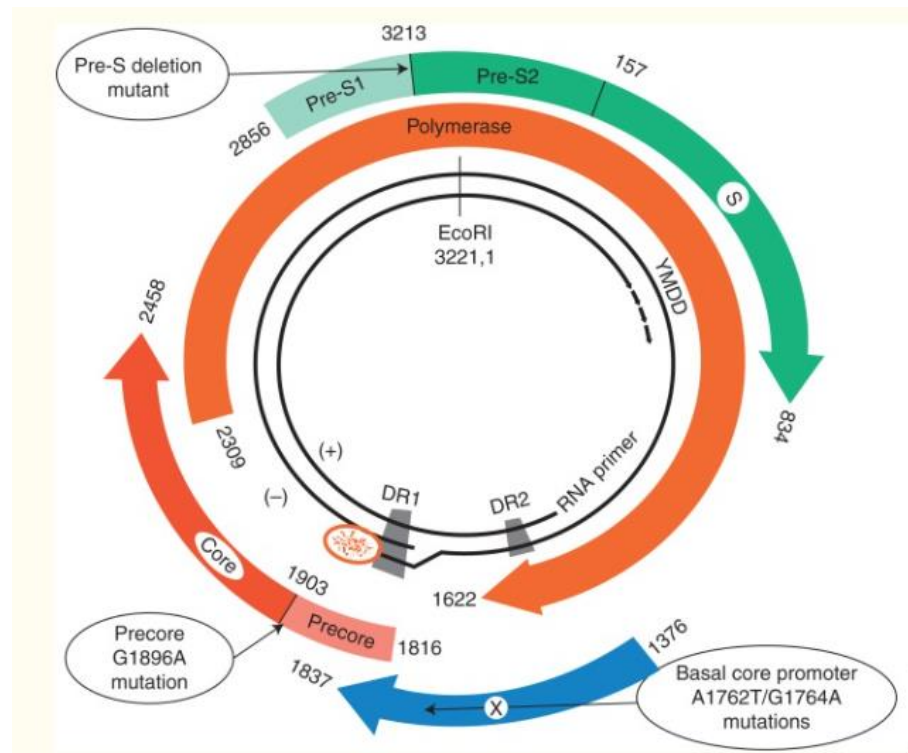 3213
Pre-S deletion
mutant
Pre-S1
Pre-S2
157
2856
Polymerase
S
EcoRI
3221,1
YMDD
2458
834
2309
(+)
(–)
DR1
DR2
RNA primer
Core
1903
1622
Precore
1816
1376
Precore
G1896A
mutation
1837
X
Basal core promoter
A1762T/G1764A
mutations